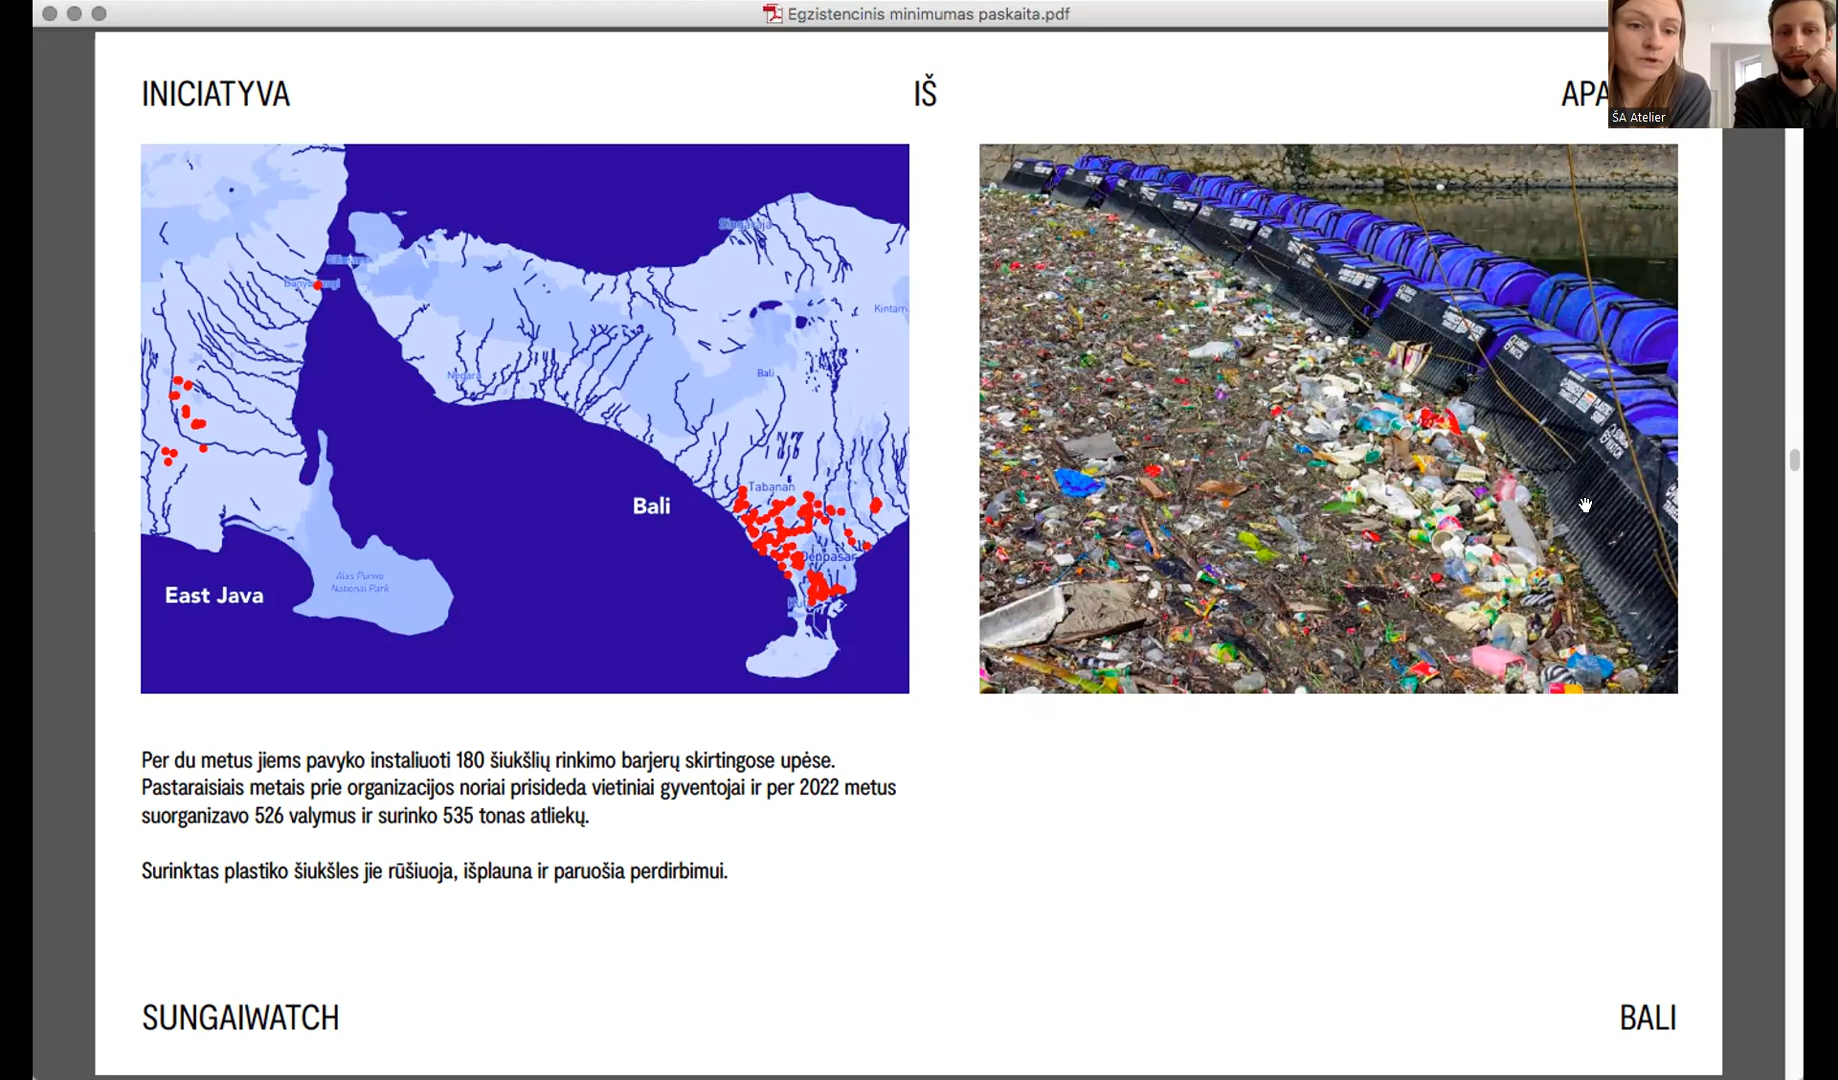 Egzistencinis minimumas paskaita.pdf
INICIATYVA IŠ
ŠA Atelier
Singaraja
Kintam
Negara
Bali
Tabanan
Bali
Denpasar
East Java
Alas Purwo
National Park
Per du metus jiems pavyko instaliuoti 180 šiukšlių rinkimo barjerų skirtingose upėse.
Pastaraisiais metais prie organizacijos noriai prisideda vietiniai gyventojai ir per 2022 metus
suorganizavo 526 valymus ir surinko 535 tonas atliekų.
Surinktas plastiko šiukšles jie rūšiuoja, išplauna ir paruošia perdirbimui.
SUNGAIWATCH BALI